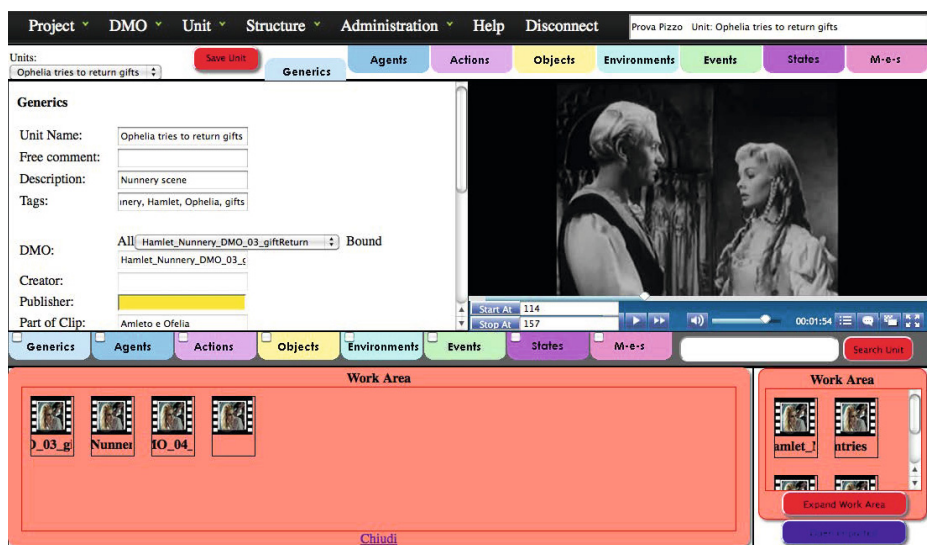 Project DMO Unit Structure Administration Help Disconnect
Prova Pizzo Unit: Ophelia tries to return gifts
Units:
Ophelia tries to return gifts
Save Unit
Generics Agents Actions Objects Environments Events States M-e-s
Generics
Unit Name: Ophelia tries to return gifts
Free comment:
Description: Nunnery scene
Tags: nery, Hamlet, Ophelia, gifts
DMO: All Hamlet_Nunnery_DMO_03_giftReturn Bound
Hamlet_Nunnery_DMO_03_g
Creator:
Publisher:
Part of Clip: Amleto e Ofelia
Start At 114
Stop At 157
00:01:54
Generics Agents Actions Objects Environments Events States M-e-s
Search Unit
Work Area
O_03_g Nunner MO_04_
Chiudi
Work Area
amlet_N ntries
Expand Work Area